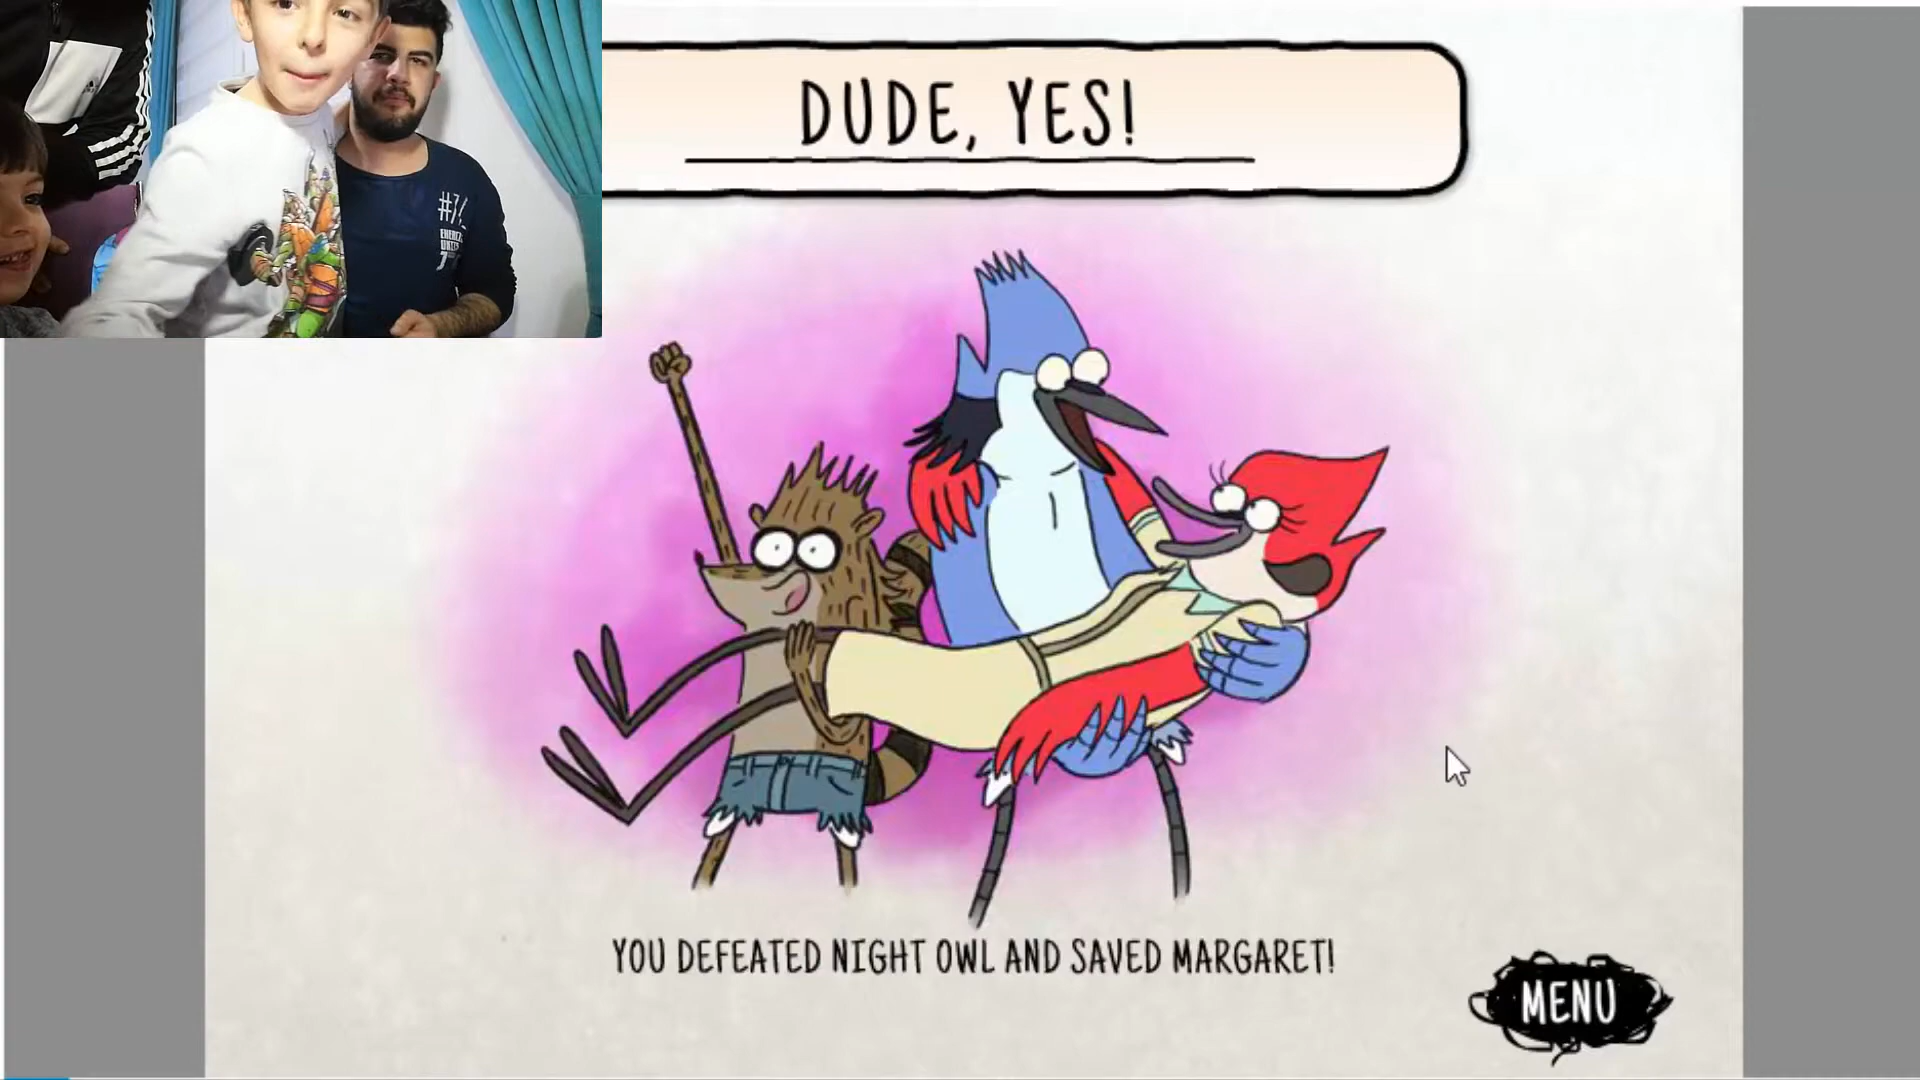 DUDE, YES!
YOU DEFEATED NIGHT OWL AND SAVED MARGARET!
MENU